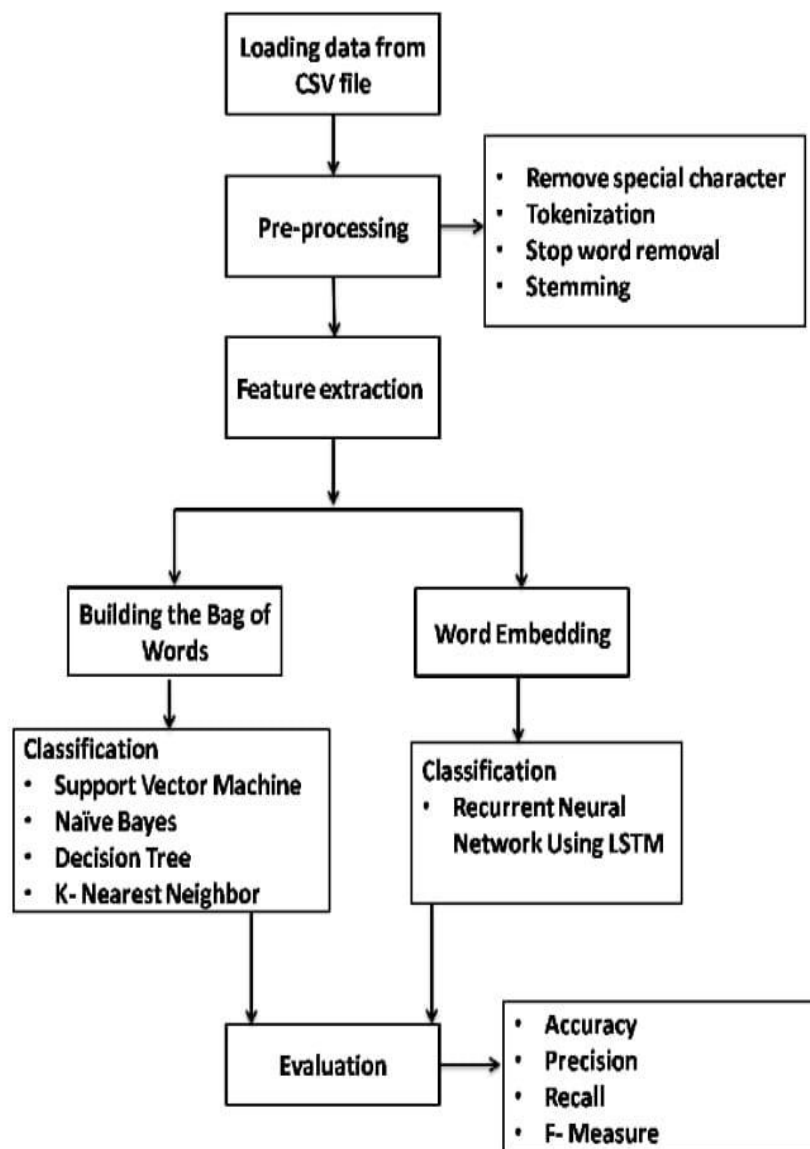 Loading data from
CSV file
Pre-processing
• Remove special character
• Tokenization
• Stop word removal
• Stemming
Feature extraction
Building the Bag of
Words
Word Embedding
Classification
• Support Vector Machine
• Naïve Bayes
• Decision Tree
• K- Nearest Neighbor
Classification
• Recurrent Neural
Network Using LSTM
Evaluation
• Accuracy
• Precision
• Recall
• F- Measure